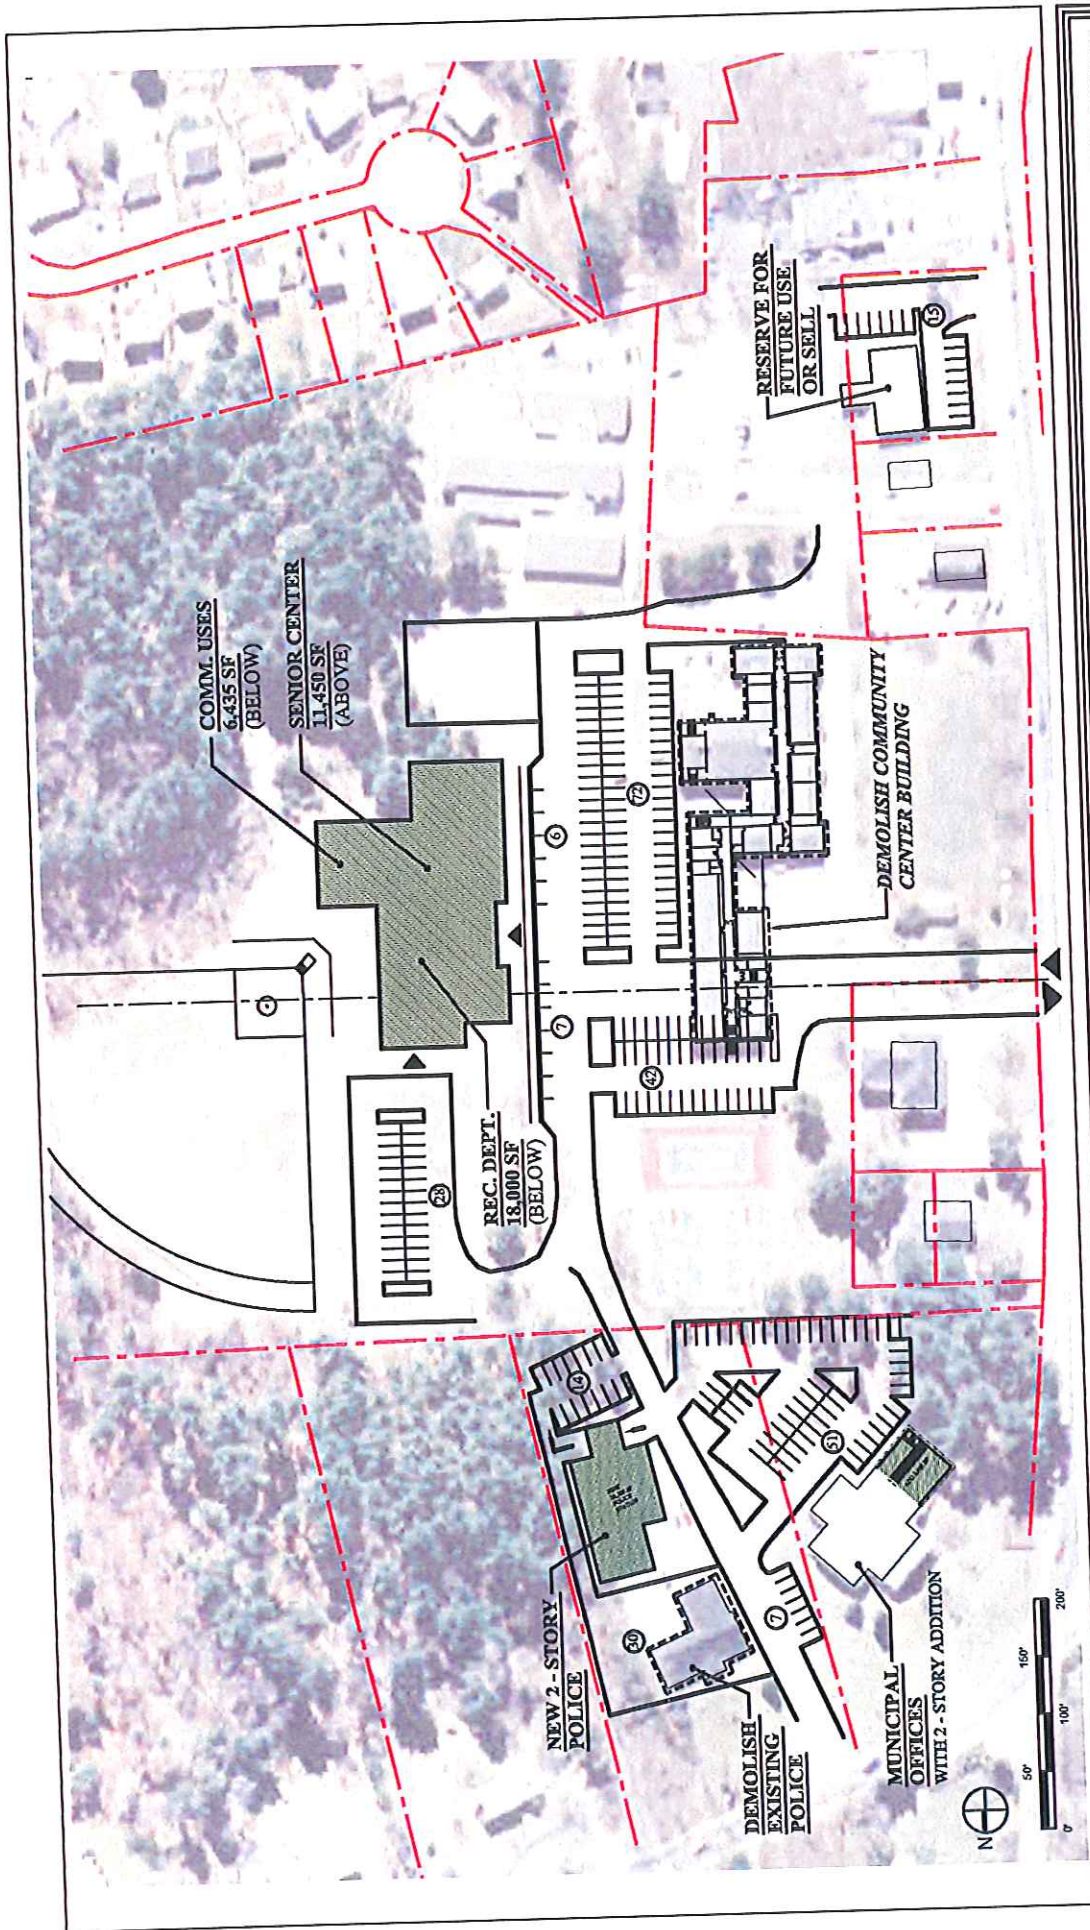 COMM. USES
6,435 SF
(BELOW)
SENIOR CENTER
11,450 SF
(ABOVE)
RESERVE FOR
FUTURE USE
OR SELL
15
6
72
7
42
28
REC. DEPT.
18,000 SF
(BELOW)
DEMOLISH COMMUNITY
CENTER BUILDING
14
51
7
30
NEW 2 - STORY
POLICE
DEMOLISH
EXISTING
POLICE
MUNICIPAL
OFFICES
WITH 2 - STORY ADDITION
N
0'
50'
100'
150'
200'